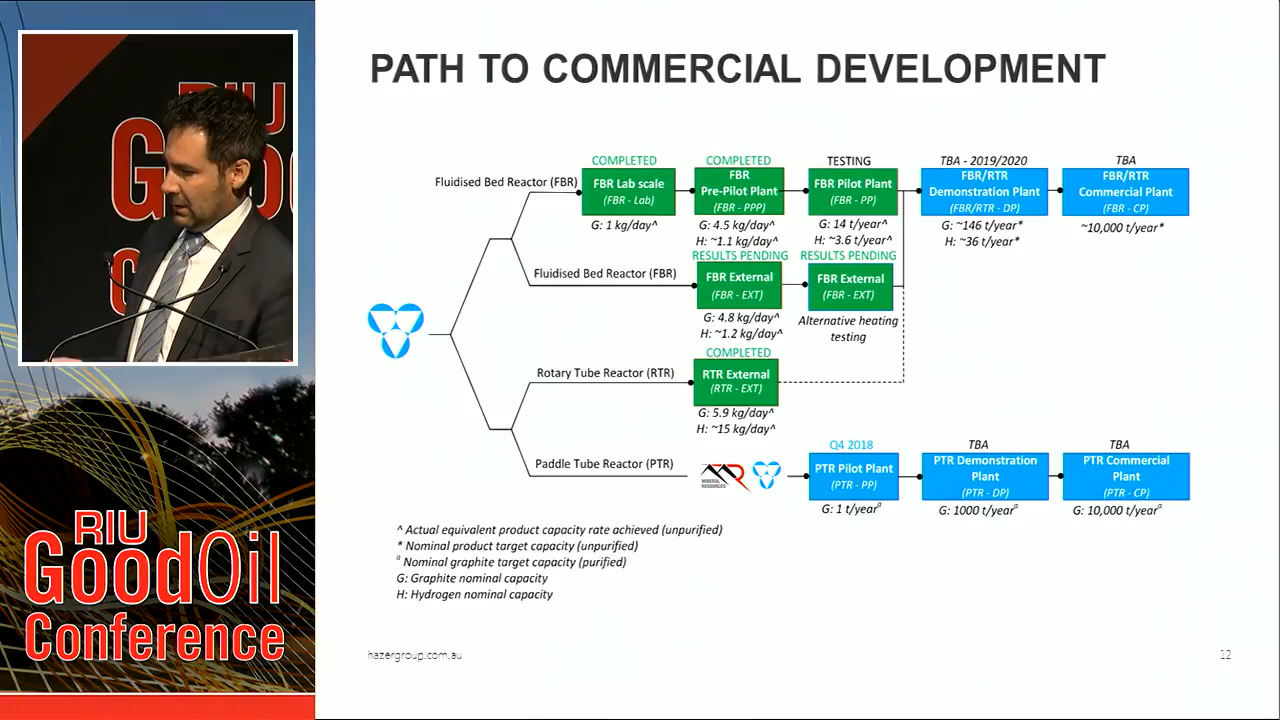 PATH TO COMMERCIAL DEVELOPMENT
Fluidised Bed Reactor (FBR)
COMPLETED
FBR Lab scale
(FBR - Lab)
G: 1 kg/day^
COMPLETED
FBR
Pre-Pilot Plant
(FBR - PPP)
G: 4.5 kg/day^
H: ~1.1 kg/day^
TESTING
FBR Pilot Plant
(FBR - PP)
G: 14 t/year^
H: ~3.6 t/year^
TBA - 2019/2020
FBR/RTR
Demonstration Plant
(FBR/RTR - DP)
G: ~146 t/year*
H: ~36 t/year*
TBA
FBR/RTR
Commercial Plant
(FBR - CP)
~10,000 t/year*
Fluidised Bed Reactor (FBR)
RESULTS PENDING
FBR External
(FBR - EXT)
G: 4.8 kg/day^
H: ~1.2 kg/day^
RESULTS PENDING
FBR External
(FBR - EXT)
Alternative heating
testing
Rotary Tube Reactor (RTR)
COMPLETED
RTR External
(RTR - EXT)
G: 5.9 kg/day^
H: ~15 kg/day^
Paddle Tube Reactor (PTR)
MINERAL
RESOURCES
Q4 2018
PTR Pilot Plant
(PTR - PP)
G: 1 t/yearᵅ
TBA
PTR Demonstration
Plant
(PTR - DP)
G: 1000 t/yearᵅ
TBA
PTR Commercial
Plant
(PTR - CP)
G: 10,000 t/yearᵅ
^ Actual equivalent product capacity rate achieved (unpurified)
* Nominal product target capacity (unpurified)
ᵅ Nominal graphite target capacity (purified)
G: Graphite nominal capacity
H: Hydrogen nominal capacity
hazergroup.com.au
12
RIU
GoodOil
Conference
RIU